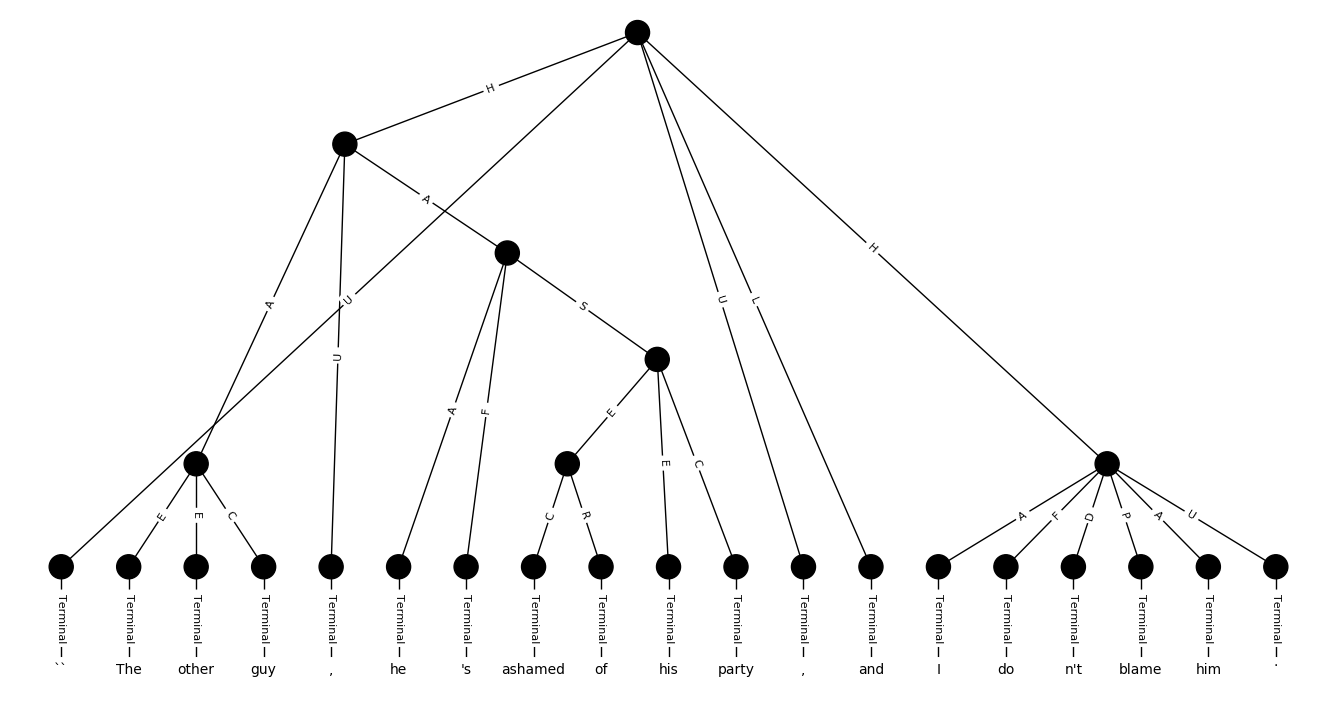 H
A
U
A
U
S
U
L
H
A
F
E
E
C
E
E
C
C
R
A
F
D
P
A
U
Terminal Terminal Terminal Terminal Terminal Terminal Terminal Terminal Terminal Terminal Terminal Terminal Terminal Terminal Terminal Terminal Terminal Terminal Terminal
`` The other guy , he 's ashamed of his party , and I do n't blame him .